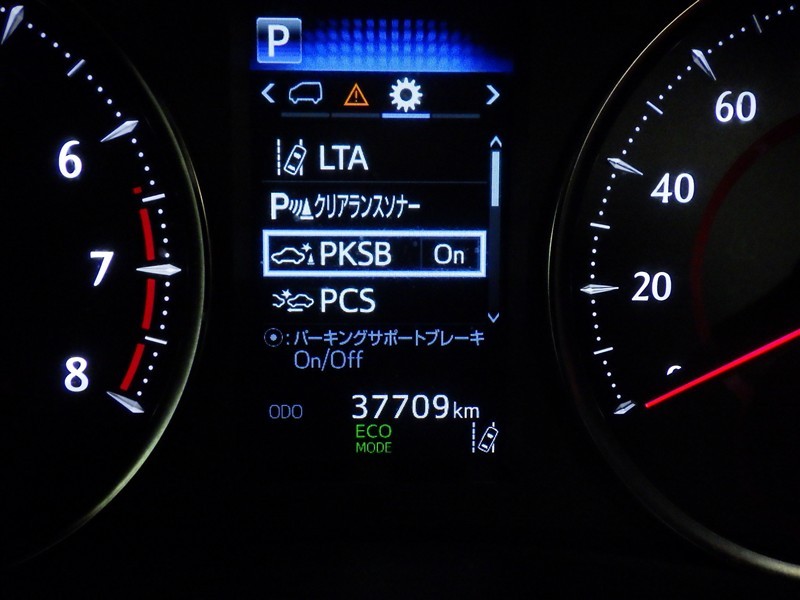 P
LTA
Pクリアランスソナー
PKSB On
PCS
:パーキングサポートブレーキ
On/Off
ODO 37709km
ECO
MODE
6
7
8
60
40
20